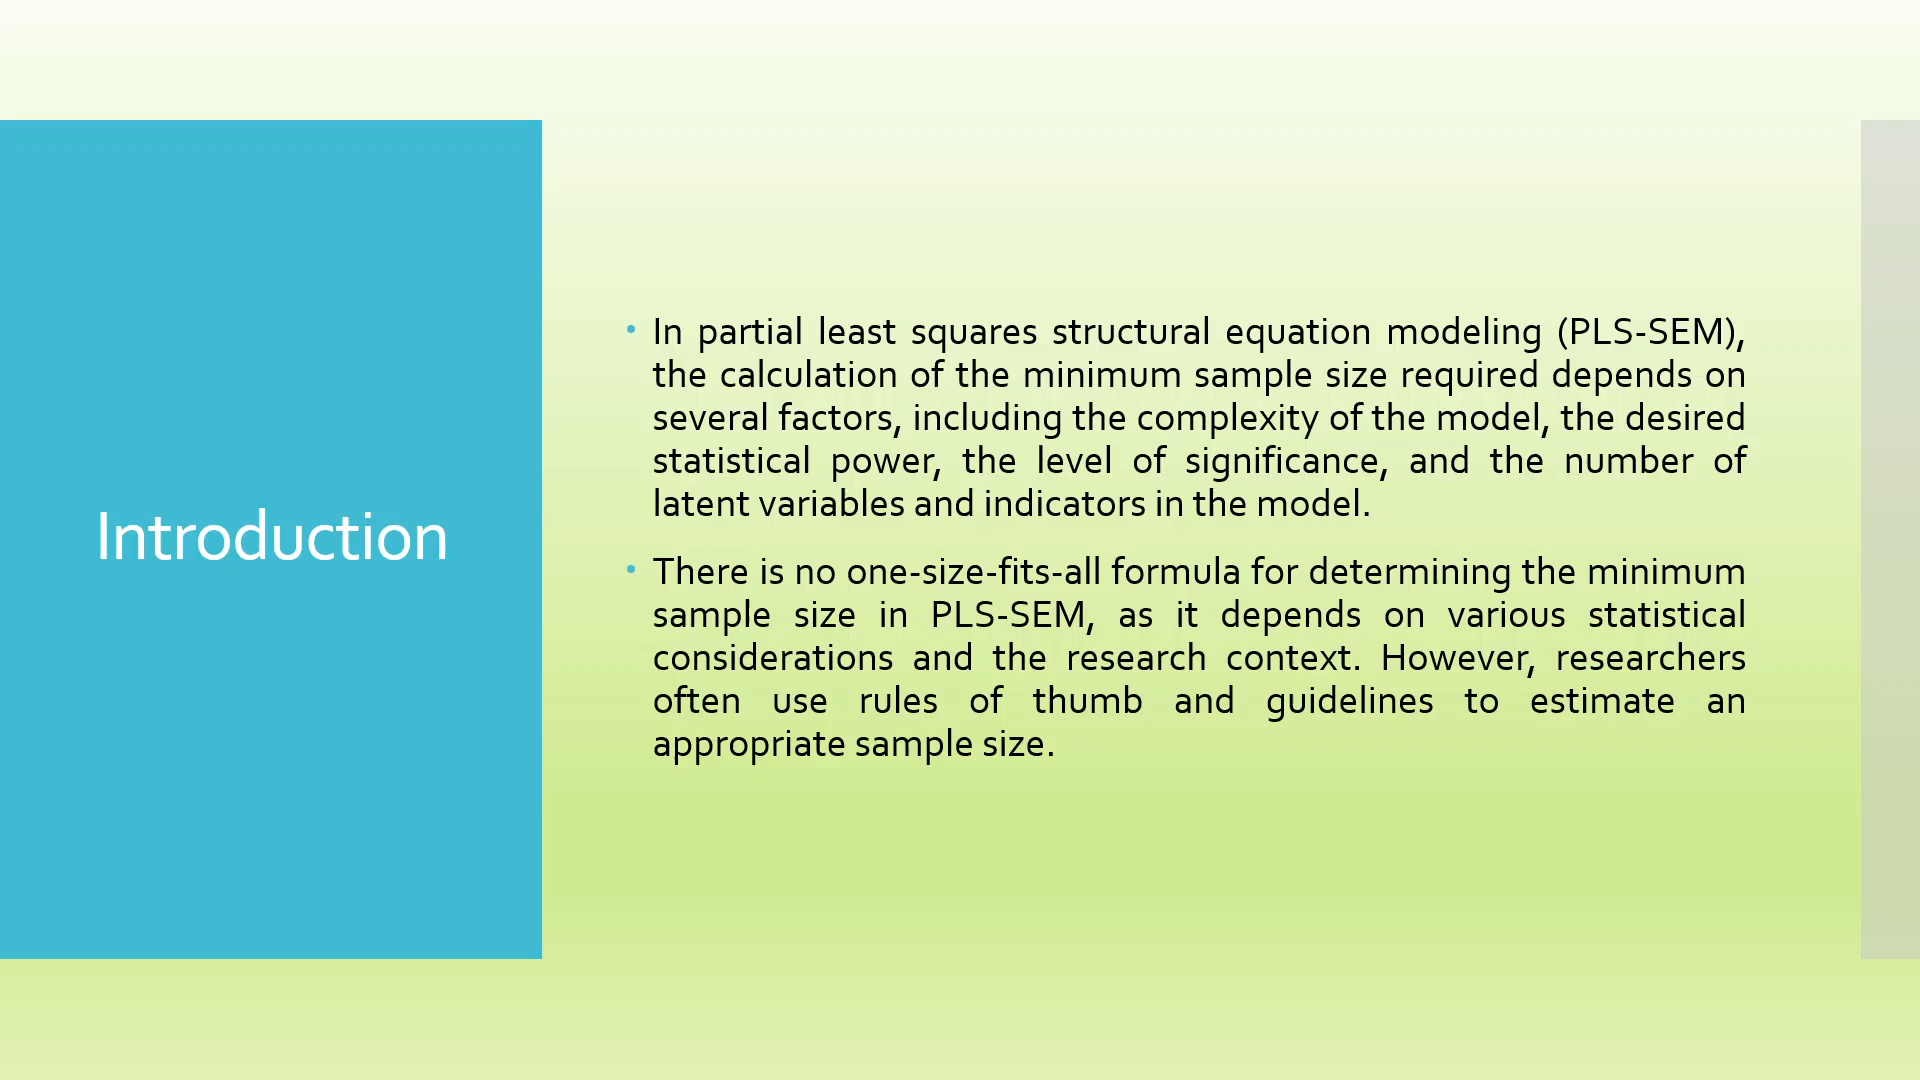 Introduction
• In partial least squares structural equation modeling (PLS-SEM),
the calculation of the minimum sample size required depends on
several factors, including the complexity of the model, the desired
statistical power, the level of significance, and the number of
latent variables and indicators in the model.
• There is no one-size-fits-all formula for determining the minimum
sample size in PLS-SEM, as it depends on various statistical
considerations and the research context. However, researchers
often use rules of thumb and guidelines to estimate an
appropriate sample size.